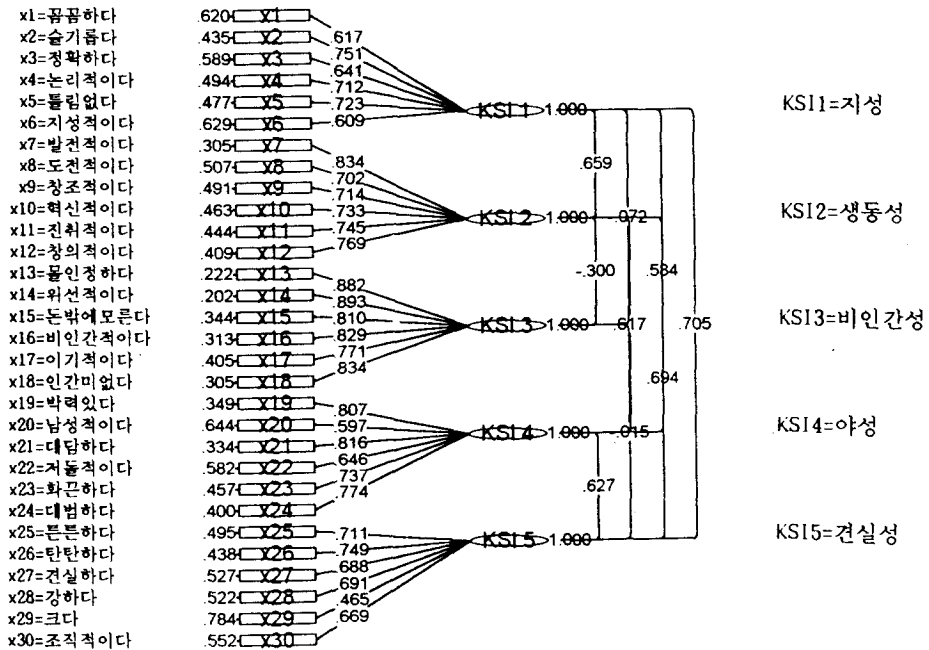 x1=꼼꼼하다 .620 x1 .617
x2=슬기롭다 .435 x2 .751
x3=정확하다 .589 x3 .641
x4=논리적이다 .494 x4 .712
x5=틀림없다 .477 x5 .723
x6=지성적이다 .629 x6 .609
KSI1 1.000 KSI1=지성
x7=발전적이다 .305 x7 .834
x8=도전적이다 .507 x8 .702
x9=창조적이다 .491 x9 .714
x10=혁신적이다 .463 x10 .733
x11=진취적이다 .444 x11 .745
x12=창의적이다 .409 x12 .769
.659
KSI2 1.000 .072 KSI2=생동성
x13=몰인정하다 .222 x13 .882
x14=위선적이다 .202 x14 .893
x15=돈밖에모른다 .344 x15 .810
x16=비인간적이다 .313 x16 .829
x17=이기적이다 .405 x17 .771
x18=인간미없다 .305 x18 .834
-.300 .584
KSI3 1.000 .617 .705 KSI3=비인간성
x19=박력있다 .349 x19 .807
x20=남성적이다 .644 x20 .597
x21=대담하다 .334 x21 .816
x22=저돌적이다 .582 x22 .646
x23=화끈하다 .457 x23 .737
x24=대범하다 .400 x24 .774
.694
KSI4 1.000 .015 KSI4=야성
.627
x25=튼튼하다 .495 x25 .711
x26=탄탄하다 .438 x26 .749
x27=견실하다 .527 x27 .688
x28=강하다 .522 x28 .691
x29=크다 .784 x29 .465
x30=조직적이다 .552 x30 .669
KSI5 1.000 KSI5=견실성